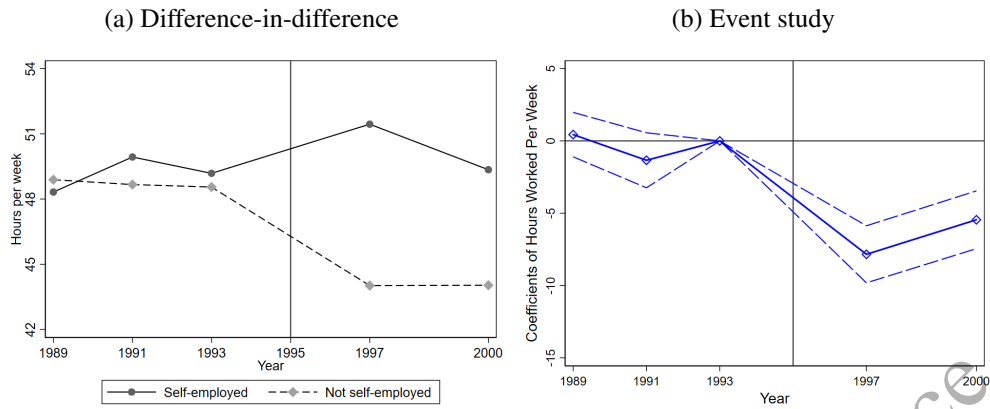 (a) Difference-in-difference
54
51
48
45
42
Hours per week
1989 1991 1993 1995 1997 2000
Year
Self-employed Not self-employed
(b) Event study
5
0
-5
-10
-15
Coefficients of Hours Worked Per Week
1989 1991 1993 1997 2000
Year
ce